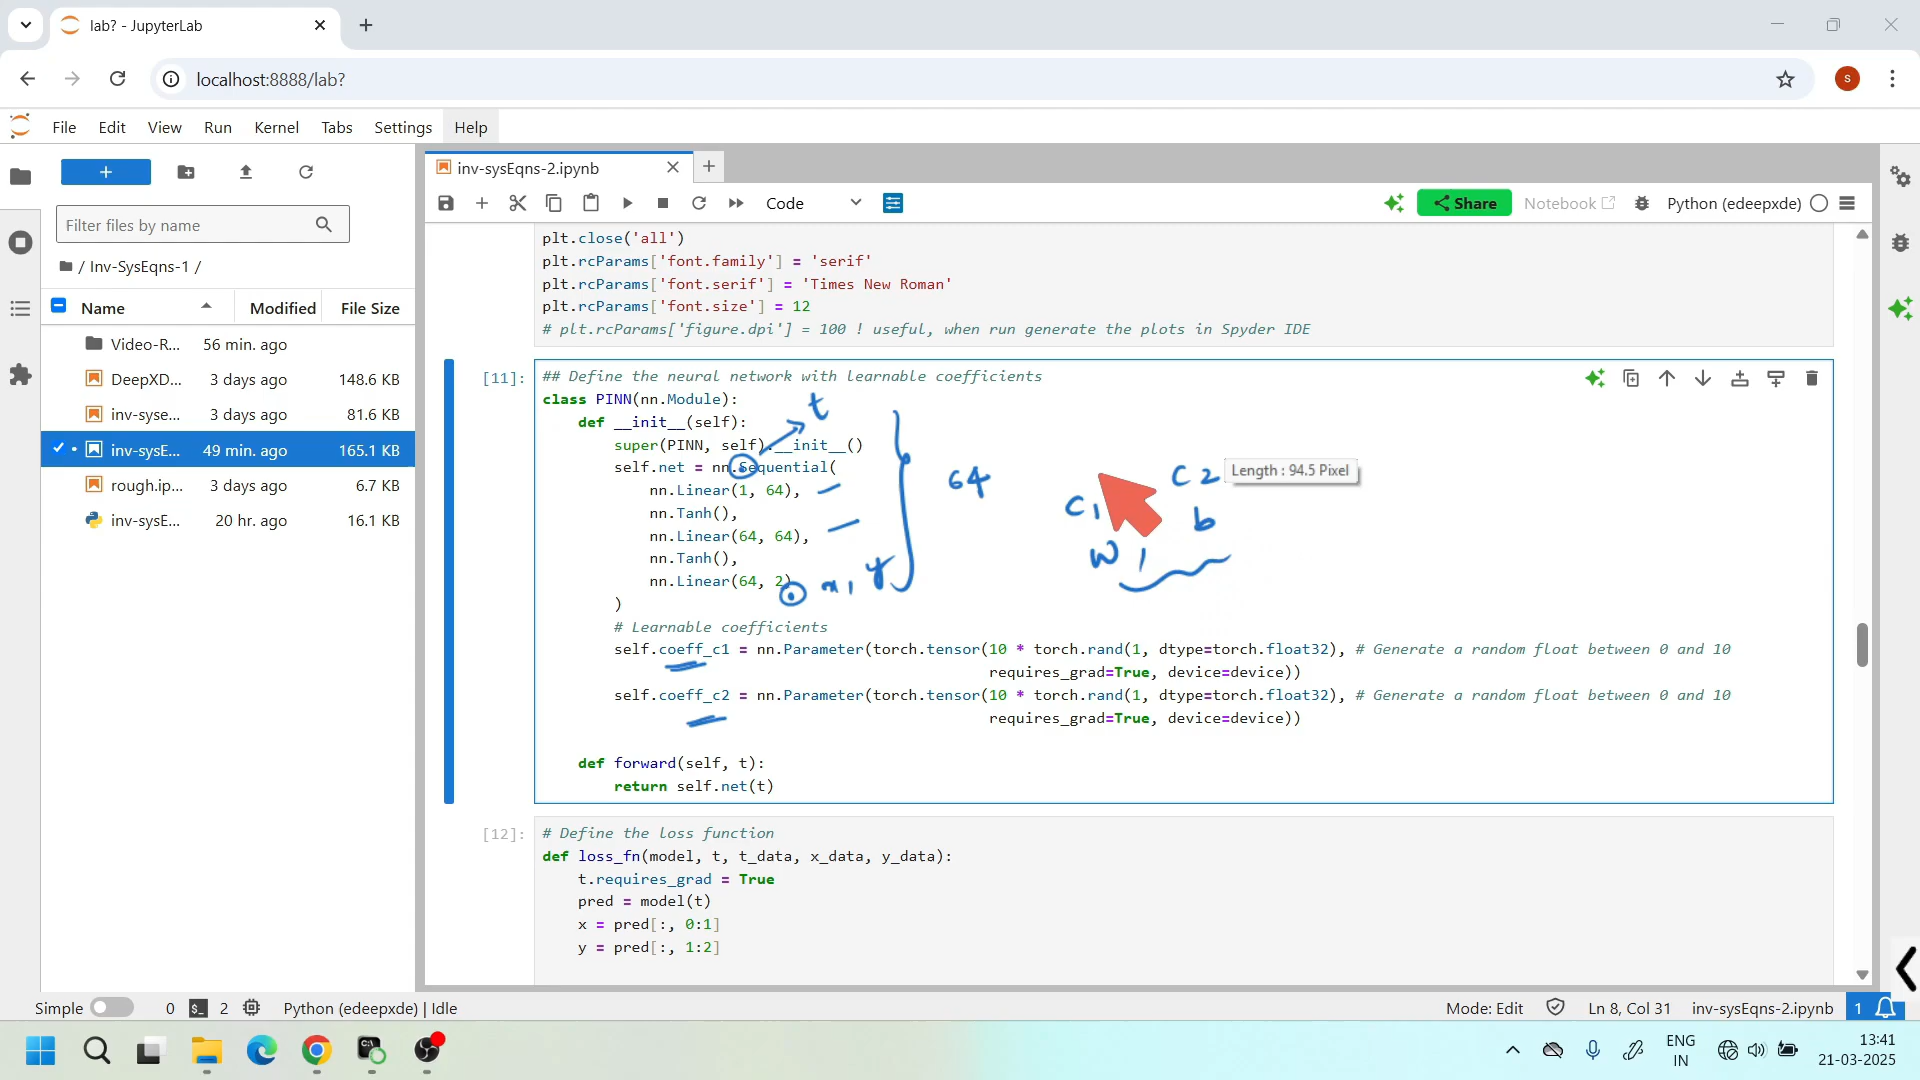 lab? - JupyterLab
localhost:8888/lab?
S
File Edit View Run Kernel Tabs Settings Help
inv-sysEqns-2.ipynb
Code
Share
Notebook
Python (edeepxde)
Filter files by name
/ Inv-SysEqns-1 /
Name Modified File Size
Video-R... 56 min. ago
DeepXD... 3 days ago 148.6 KB
inv-syse... 3 days ago 81.6 KB
inv-sysE... 49 min. ago 165.1 KB
rough.ip... 3 days ago 6.7 KB
inv-sysE... 20 hr. ago 16.1 KB
plt.close('all')
plt.rcParams['font.family'] = 'serif'
plt.rcParams['font.serif'] = 'Times New Roman'
plt.rcParams['font.size'] = 12
# plt.rcParams['figure.dpi'] = 100 ! useful, when run generate the plots in Spyder IDE
[11]:
## Define the neural network with learnable coefficients
class PINN(nn.Module):
def __init__(self):
super(PINN, self).__init__()
self.net = nn.Sequential(
nn.Linear(1, 64),
nn.Tanh(),
nn.Linear(64, 64),
nn.Tanh(),
nn.Linear(64, 2)
)
# Learnable coefficients
self.coeff_c1 = nn.Parameter(torch.tensor(10 * torch.rand(1, dtype=torch.float32), # Generate a random float between 0 and 10
requires_grad=True, device=device))
self.coeff_c2 = nn.Parameter(torch.tensor(10 * torch.rand(1, dtype=torch.float32), # Generate a random float between 0 and 10
requires_grad=True, device=device))
def forward(self, t):
return self.net(t)
t
64
x, y
C1
C2
W, b
Length : 94.5 Pixel
[12]:
# Define the loss function
def loss_fn(model, t, t_data, x_data, y_data):
t.requires_grad = True
pred = model(t)
x = pred[:, 0:1]
y = pred[:, 1:2]
Simple 0 2 Python (edeepxde) | Idle
Mode: Edit Ln 8, Col 31 inv-sysEqns-2.ipynb 1
ENG
IN
13:41
21-03-2025